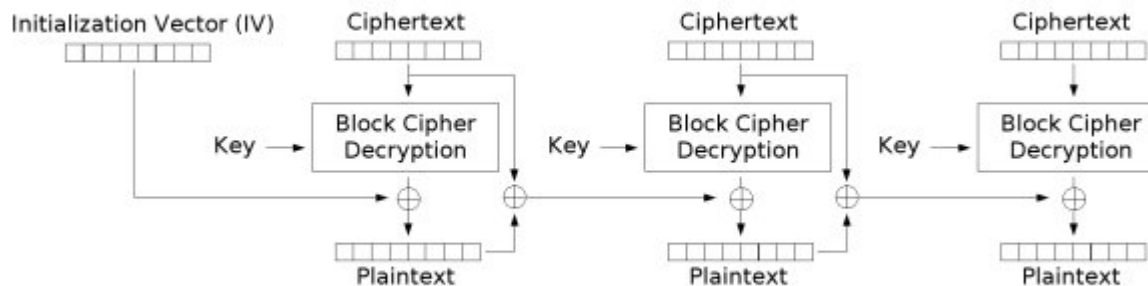 Initialization Vector (IV)
Ciphertext
Ciphertext
Ciphertext
Key
Block Cipher
Decryption
Key
Block Cipher
Decryption
Key
Block Cipher
Decryption
Plaintext
Plaintext
Plaintext